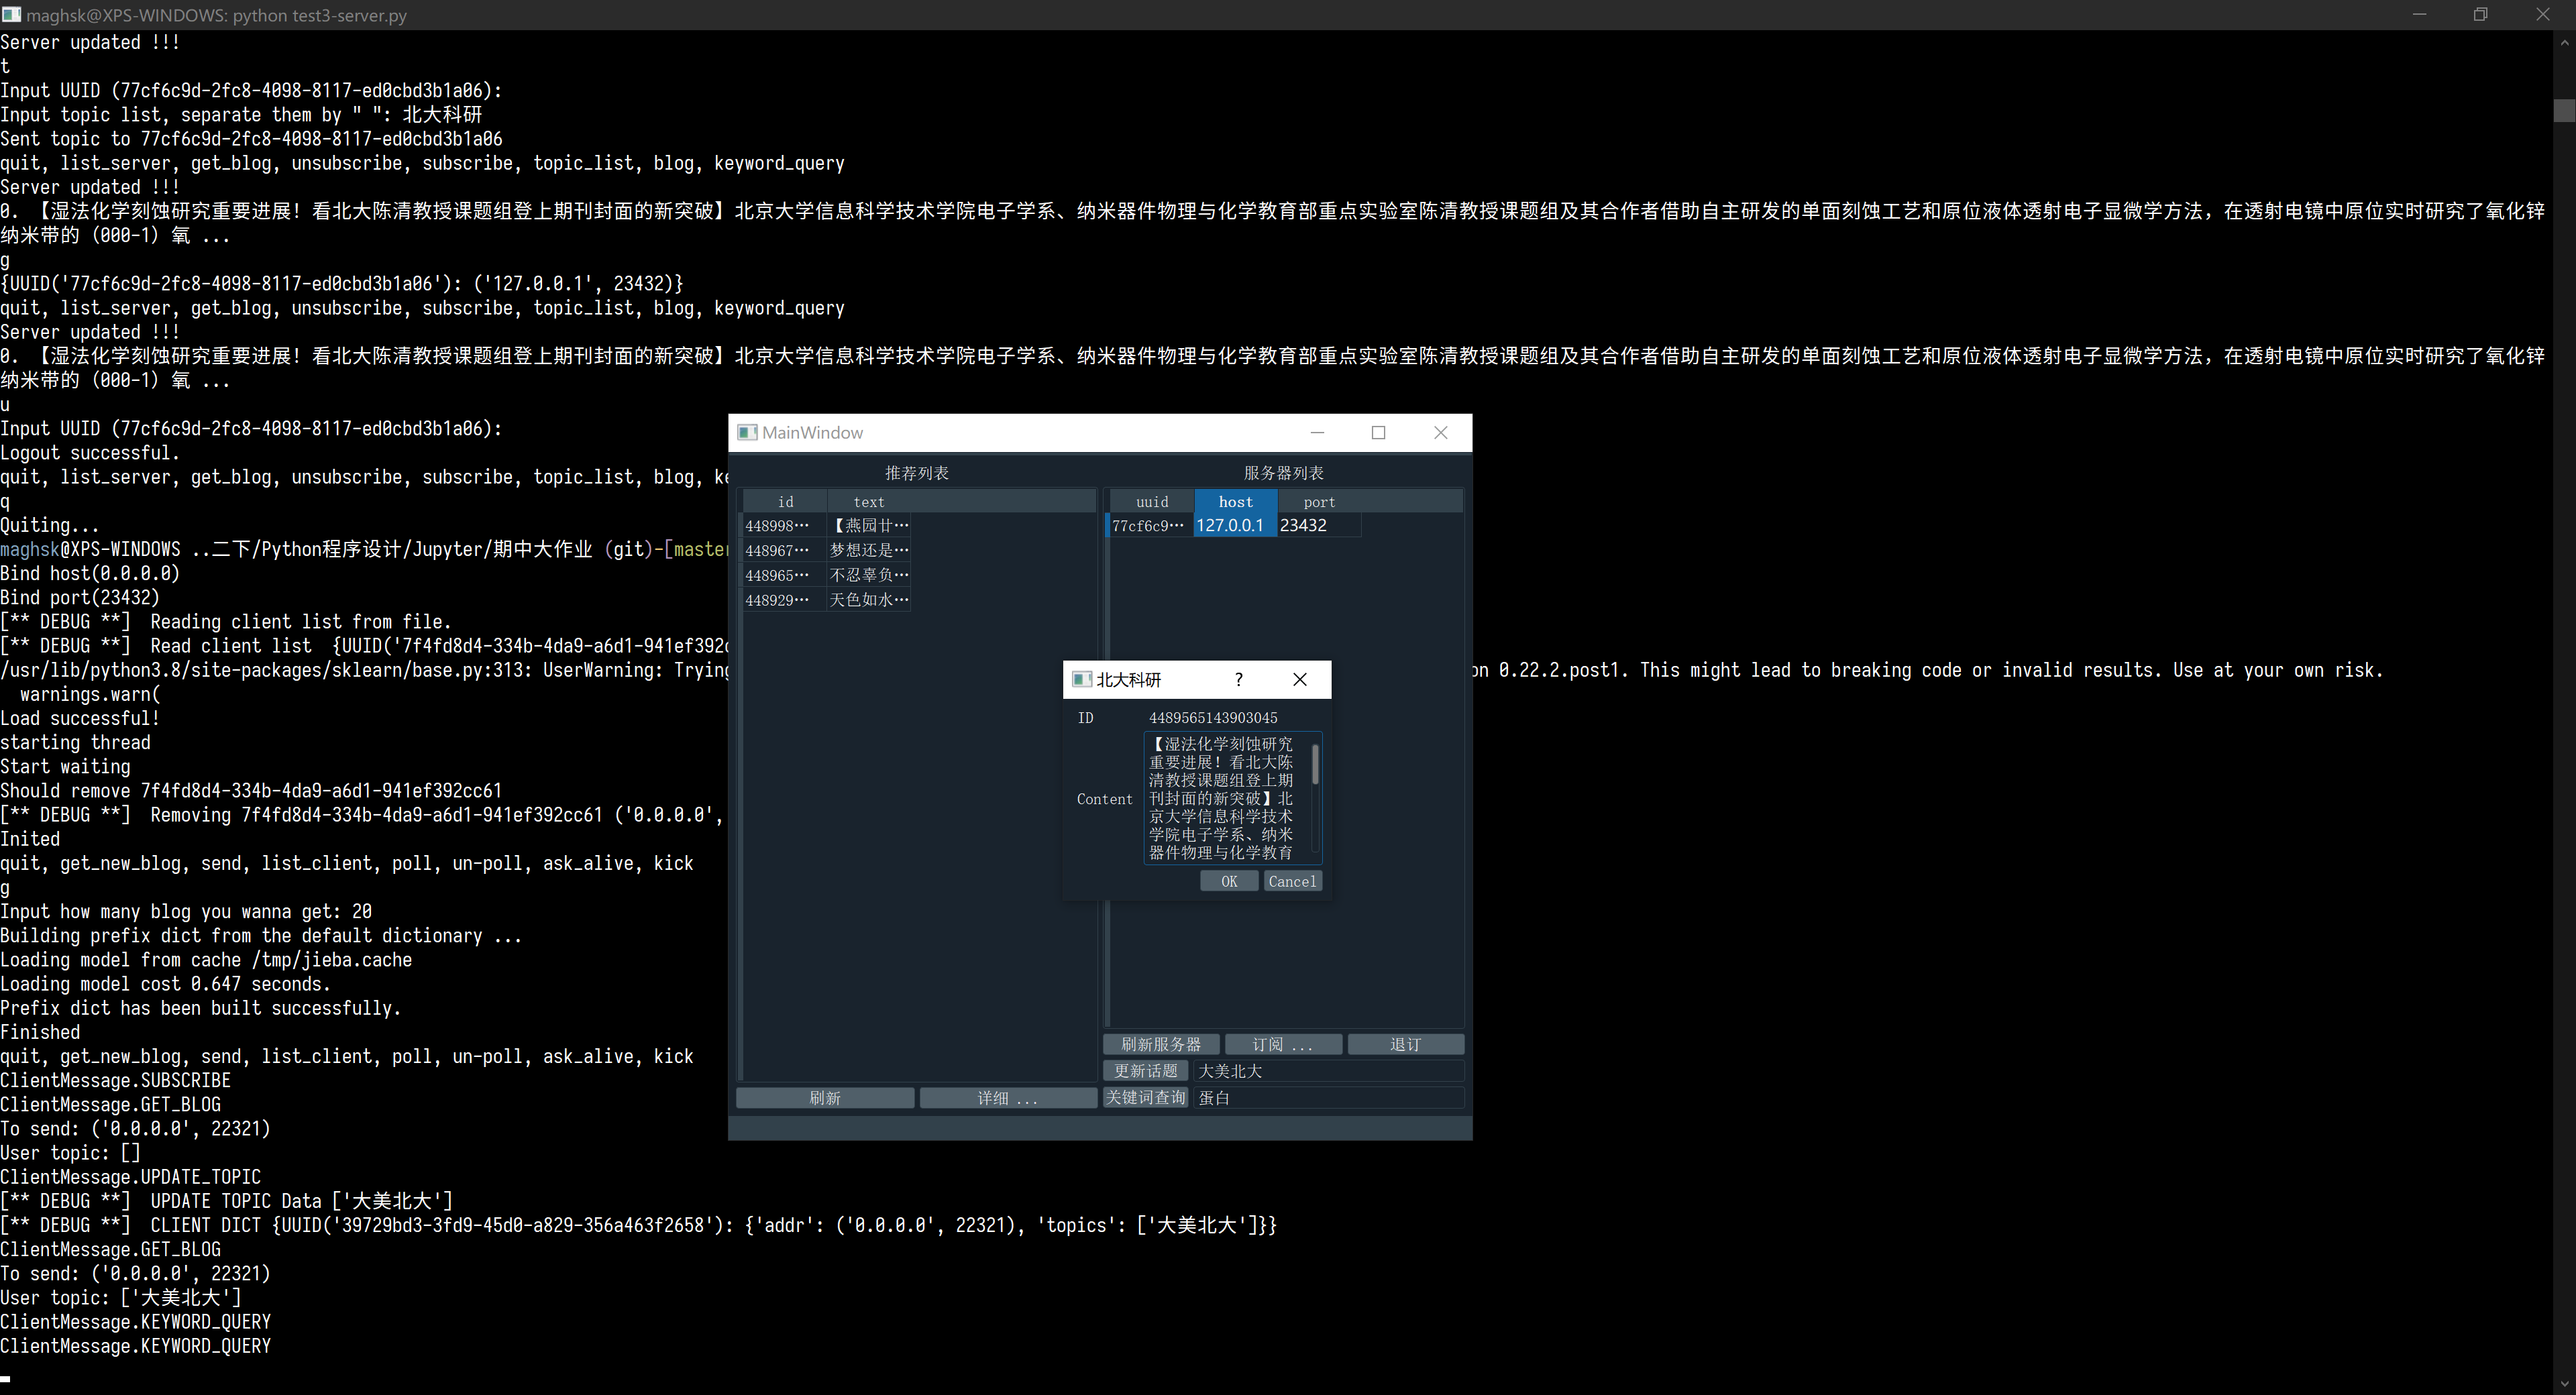 maghsk@XPS-WINDOWS: python test3-server.py
Server updated !!!
t
Input UUID (77cf6c9d-2fc8-4098-8117-ed0cbd3b1a06):
Input topic list, separate them by " ": 北大科研
Sent topic to 77cf6c9d-2fc8-4098-8117-ed0cbd3b1a06
quit, list_server, get_blog, unsubscribe, subscribe, topic_list, blog, keyword_query
Server updated !!!
0. 【湿法化学刻蚀研究重要进展！看北大陈清教授课题组登上期刊封面的新突破】北京大学信息科学技术学院电子学系、纳米器件物理与化学教育部重点实验室陈清教授课题组及其合作者借助自主研发的单面刻蚀工艺和原位液体透射电子显微学方法，在透射电镜中原位实时研究了氧化锌
纳米带的 (000-1) 氧 ...
g
{UUID('77cf6c9d-2fc8-4098-8117-ed0cbd3b1a06'): ('127.0.0.1', 23432)}
quit, list_server, get_blog, unsubscribe, subscribe, topic_list, blog, keyword_query
Server updated !!!
0. 【湿法化学刻蚀研究重要进展！看北大陈清教授课题组登上期刊封面的新突破】北京大学信息科学技术学院电子学系、纳米器件物理与化学教育部重点实验室陈清教授课题组及其合作者借助自主研发的单面刻蚀工艺和原位液体透射电子显微学方法，在透射电镜中原位实时研究了氧化锌
纳米带的 (000-1) 氧 ...
u
Input UUID (77cf6c9d-2fc8-4098-8117-ed0cbd3b1a06):
Logout successful.
quit, list_server, get_blog, unsubscribe, subscribe, topic_list, blog, ke
q
Quiting...
maghsk@XPS-WINDOWS ..二下/Python程序设计/Jupyter/期中大作业 (git)-[master
Bind host(0.0.0.0)
Bind port(23432)
[** DEBUG **]  Reading client list from file.
[** DEBUG **]  Read client list  {UUID('7f4fd8d4-334b-4da9-a6d1-941ef392c
/usr/lib/python3.8/site-packages/sklearn/base.py:313: UserWarning: Trying
on 0.22.2.post1. This might lead to breaking code or invalid results. Use at your own risk.
  warnings.warn(
Load successful!
starting thread
Start waiting
Should remove 7f4fd8d4-334b-4da9-a6d1-941ef392cc61
[** DEBUG **]  Removing 7f4fd8d4-334b-4da9-a6d1-941ef392cc61 ('0.0.0.0',
Inited
quit, get_new_blog, send, list_client, poll, un-poll, ask_alive, kick
g
Input how many blog you wanna get: 20
Building prefix dict from the default dictionary ...
Loading model from cache /tmp/jieba.cache
Loading model cost 0.647 seconds.
Prefix dict has been built successfully.
Finished
quit, get_new_blog, send, list_client, poll, un-poll, ask_alive, kick
ClientMessage.SUBSCRIBE
ClientMessage.GET_BLOG
To send: ('0.0.0.0', 22321)
User topic: []
ClientMessage.UPDATE_TOPIC
[** DEBUG **]  UPDATE TOPIC Data ['大美北大']
[** DEBUG **]  CLIENT DICT {UUID('39729bd3-3fd9-45d0-a829-356a463f2658'): {'addr': ('0.0.0.0', 22321), 'topics': ['大美北大']}}
ClientMessage.GET_BLOG
To send: ('0.0.0.0', 22321)
User topic: ['大美北大']
ClientMessage.KEYWORD_QUERY
ClientMessage.KEYWORD_QUERY
MainWindow
推荐列表
id text
448998… 【燕园廿…
448967… 梦想还是…
448965… 不忍辜负…
448929… 天色如水…
刷新 详细 ...
服务器列表
uuid host port
77cf6c9… 127.0.0.1 23432
刷新服务器 订阅 ... 退订
更新话题 大美北大
关键词查询 蛋白
北大科研 ?
ID 4489565143903045
Content
【湿法化学刻蚀研究
重要进展！看北大陈
清教授课题组登上期
刊封面的新突破】北
京大学信息科学技术
学院电子学系、纳米
器件物理与化学教育
OK Cancel